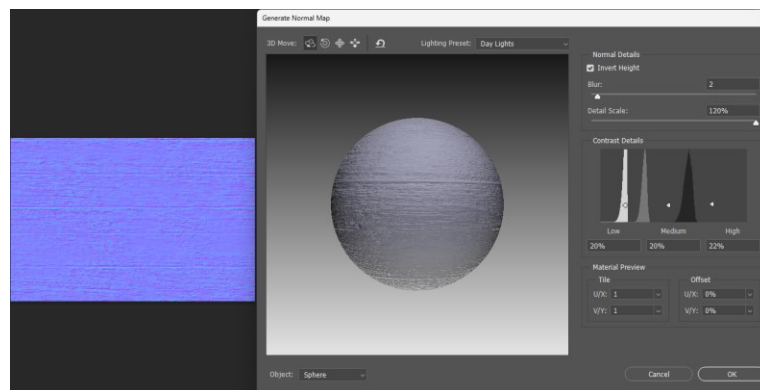 Generate Normal Map
3D Move:
Lighting Preset: Day Lights
Normal Details
Invert Height
Blur: 2
Detail Scale: 120%
Contrast Details
Low Medium High
20% 20% 22%
Material Preview
Tile Offset
U/X: 1 U/X: 0%
V/Y: 1 V/Y: 0%
Object: Sphere
Cancel OK